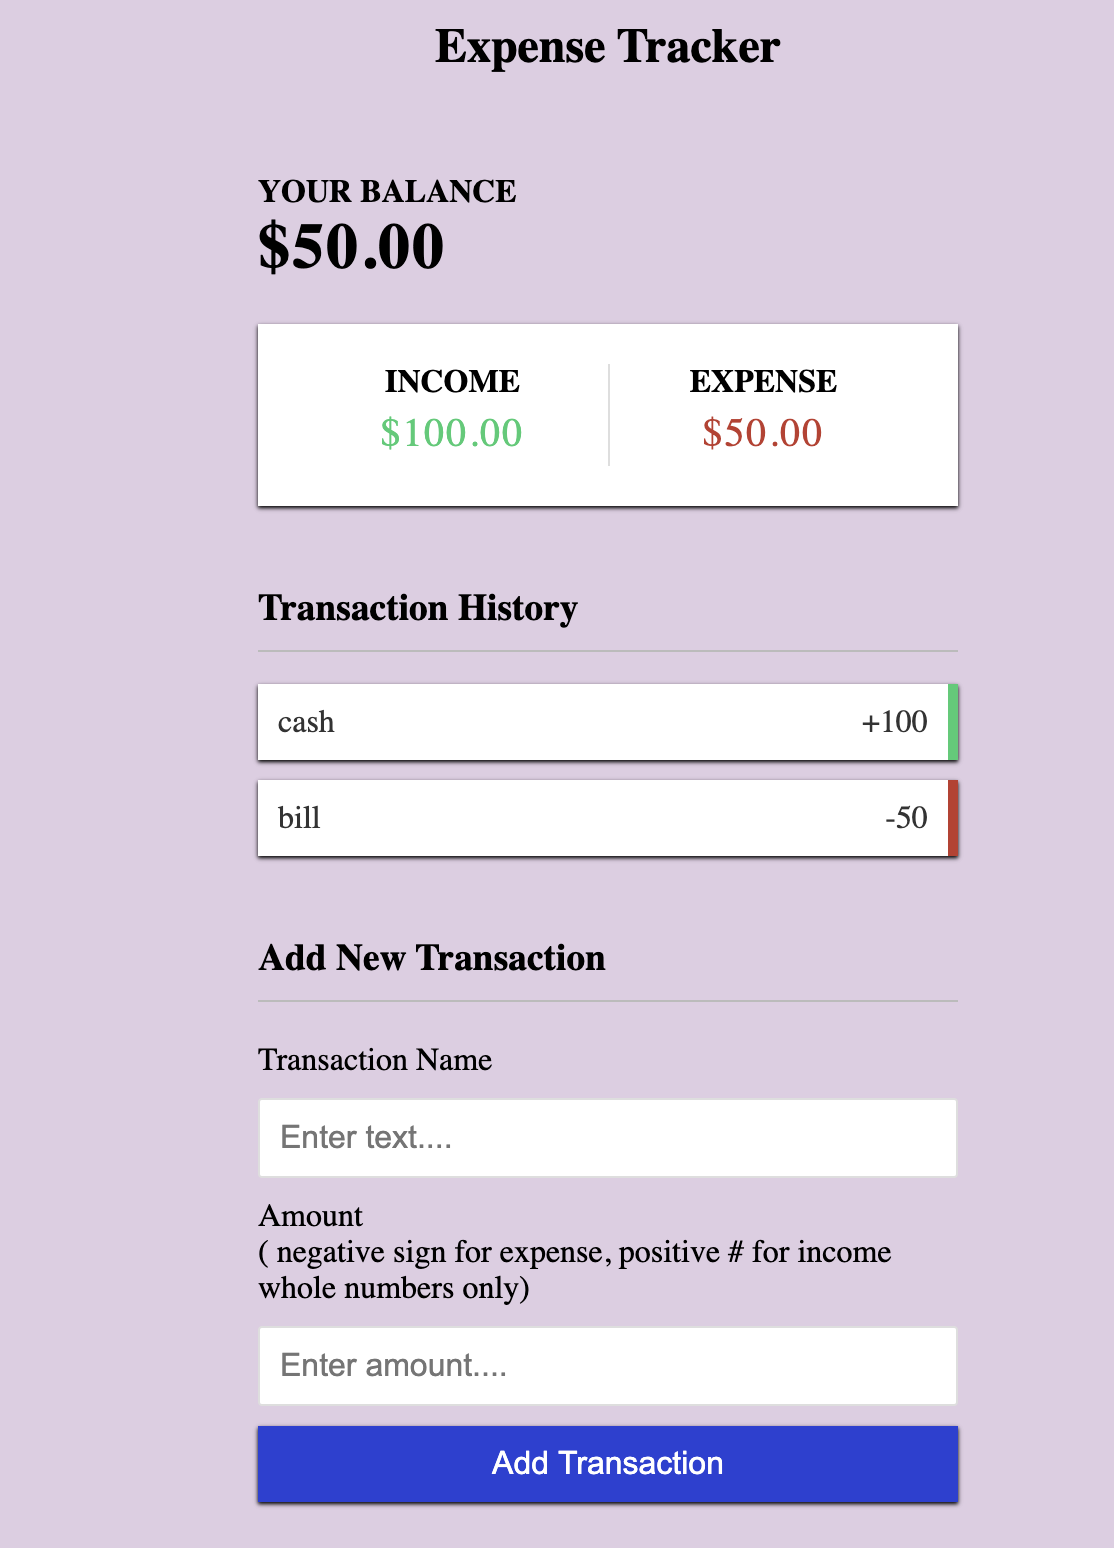 Expense Tracker
YOUR BALANCE
$50.00
INCOME
$100.00
EXPENSE
$50.00
Transaction History
cash +100
bill -50
Add New Transaction
Transaction Name
Enter text....
Amount
( negative sign for expense, positive # for income
whole numbers only)
Enter amount....
Add Transaction